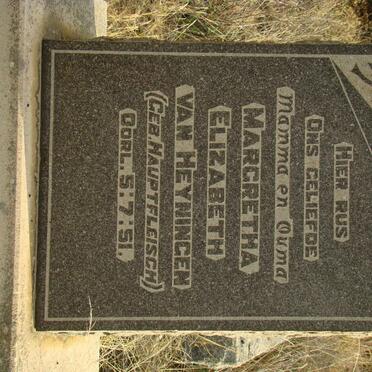 HIER RUS
ONS GELIEFDE
Mamma en Ouma
MARGRETHA
ELIZABETH
VAN HEYNINGEN
(GEB. HAUPTFLEISCH)
OORL. 5.7.51.